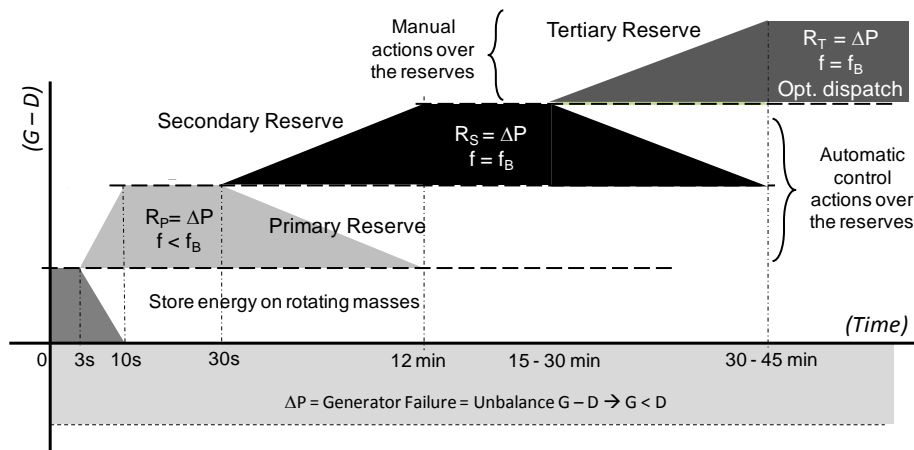 Manual
actions over
the reserves
Tertiary Reserve
R_T = ΔP
f = f_B
Opt. dispatch
(G – D)
Secondary Reserve
R_S = ΔP
f = f_B
Automatic
control
actions over
the reserves
R_P = ΔP
f < f_B
Primary Reserve
Store energy on rotating masses
(Time)
0 3s 10s 30s 12 min 15 - 30 min 30 - 45 min
ΔP = Generator Failure = Unbalance G – D → G < D